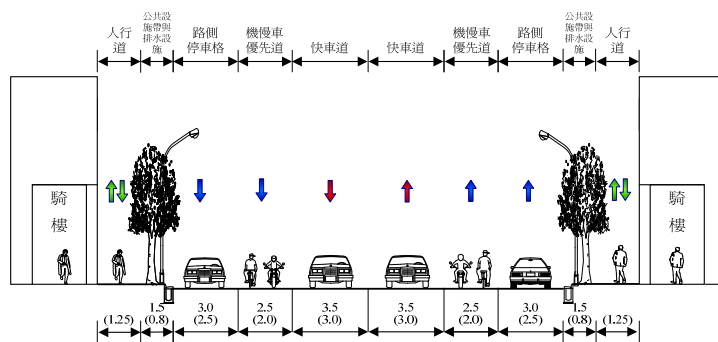 人行
道
公共設
施帶與
排水設
施
路側
停車格
機慢車
優先道
快車道
快車道
機慢車
優先道
路側
停車格
公共設
施帶與
排水設
施
人行
道
騎
樓
騎
樓
(1.25)
1.5
(0.8)
3.0
(2.5)
2.5
(2.0)
3.5
(3.0)
3.5
(3.0)
2.5
(2.0)
3.0
(2.5)
1.5
(0.8)
(1.25)